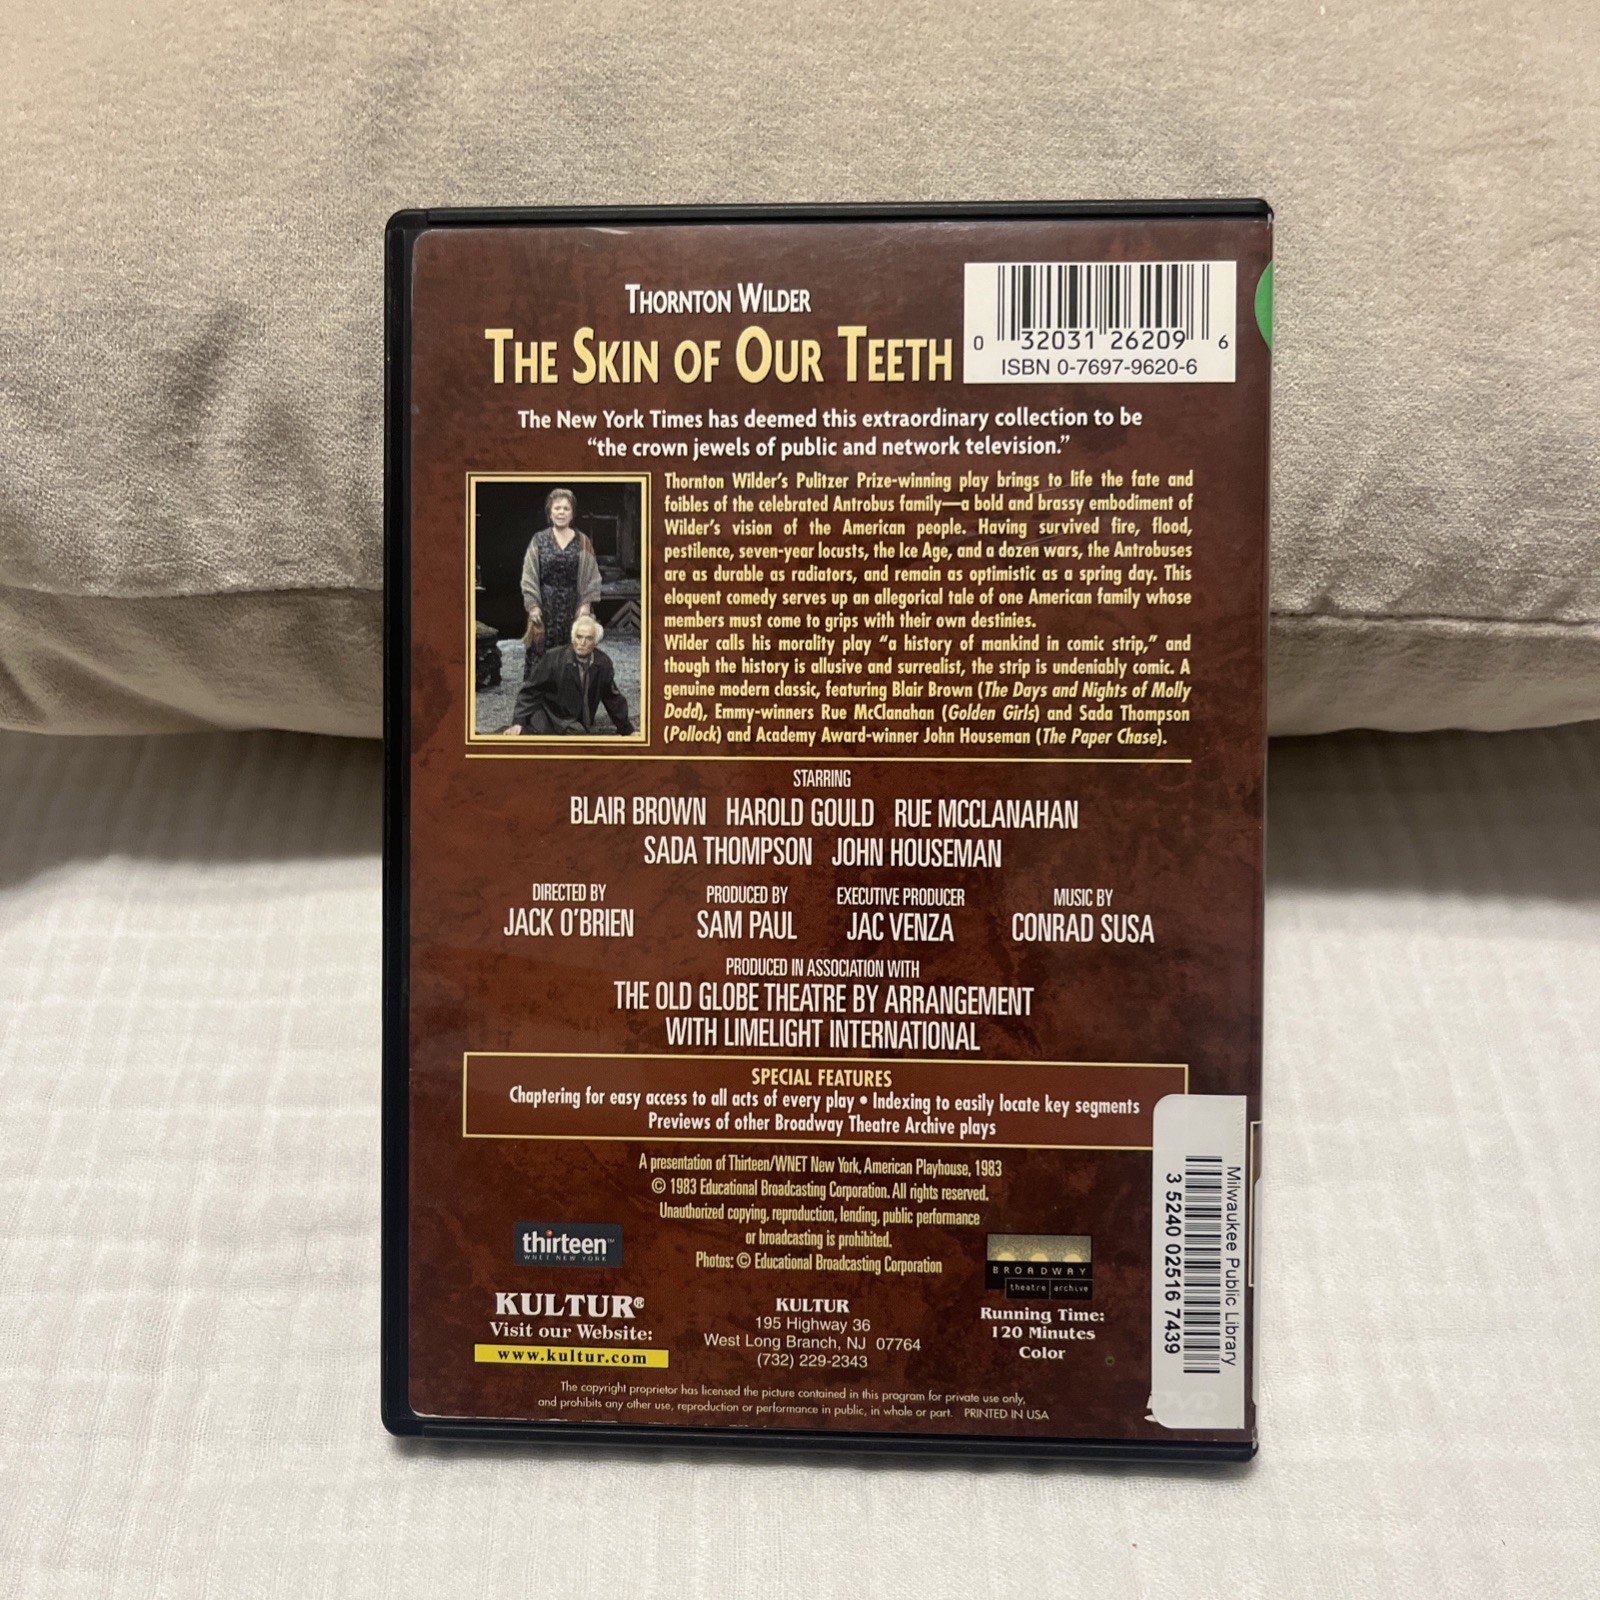 THORNTON WILDER
THE SKIN OF OUR TEETH
0 32031 26209 6
ISBN 0-7697-9620-6
The New York Times has deemed this extraordinary collection to be
“the crown jewels of public and network television.”
Thornton Wilder’s Pulitzer Prize-winning play brings to life the fate and
foibles of the celebrated Antrobus family—a bold and brassy embodiment of
Wilder’s vision of the American people. Having survived fire, flood,
pestilence, seven-year locusts, the Ice Age, and a dozen wars, the Antrobuses
are as durable as radiators, and remain as optimistic as a spring day. This
eloquent comedy serves up an allegorical tale of one American family whose
members must come to grips with their own destinies.
Wilder calls his morality play “a history of mankind in comic strip,” and
though the history is allusive and surrealist, the strip is undeniably comic. A
genuine modern classic, featuring Blair Brown (The Days and Nights of Molly
Dodd), Emmy-winners Rue McClanahan (Golden Girls) and Sada Thompson
(Pollock) and Academy Award-winner John Houseman (The Paper Chase).
STARRING
BLAIR BROWN HAROLD GOULD RUE MCCLANAHAN
SADA THOMPSON JOHN HOUSEMAN
DIRECTED BY
JACK O’BRIEN
PRODUCED BY
SAM PAUL
EXECUTIVE PRODUCER
JAC VENZA
MUSIC BY
CONRAD SUSA
PRODUCED IN ASSOCIATION WITH
THE OLD GLOBE THEATRE BY ARRANGEMENT
WITH LIMELIGHT INTERNATIONAL
SPECIAL FEATURES
Chaptering for easy access to all acts of every play • Indexing to easily locate key segments
Previews of other Broadway Theatre Archive plays
A presentation of Thirteen/WNET New York, American Playhouse, 1983
© 1983 Educational Broadcasting Corporation. All rights reserved.
Unauthorized copying, reproduction, lending, public performance
or broadcasting is prohibited.
Photos: © Educational Broadcasting Corporation
thirteen™
WNET NEW YORK
BROADWAY
theatre archive
KULTUR®
Visit our Website:
www.kultur.com
KULTUR
195 Highway 36
West Long Branch, NJ 07764
(732) 229-2343
Running Time:
120 Minutes
Color
The copyright proprietor has licensed the picture contained in this program for private use only,
and prohibits any other use, reproduction or performance in public, in whole or part. PRINTED IN USA
Milwaukee Public Library
3 5240 02516 7439
DVD